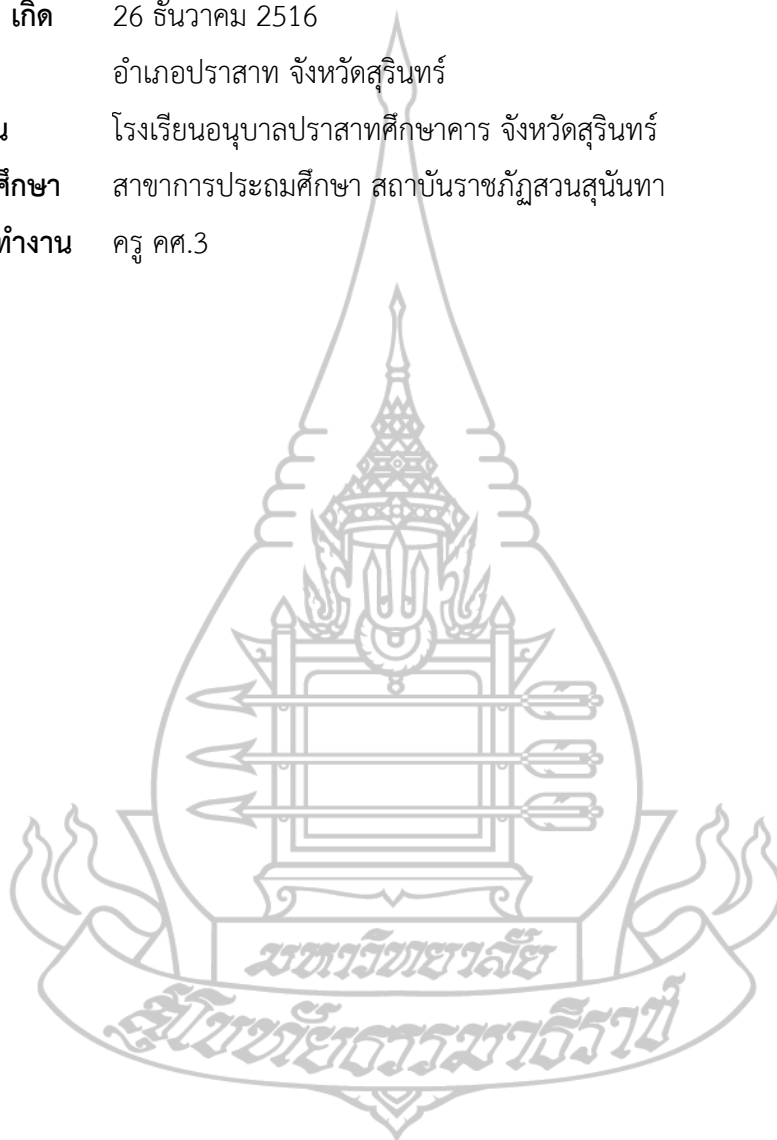 เกิด 26 ธันวาคม 2516
อำเภอปราสาท จังหวัดสุรินทร์
น โรงเรียนอนุบาลปราสาทศึกษาคาร จังหวัดสุรินทร์
ศึกษา สาขาการประถมศึกษา สถาบันราชภัฏสวนสุนันทา
ทำงาน ครู คศ.3
มหาวิทยาลัย
สุโขทัยธรรมาธิราช